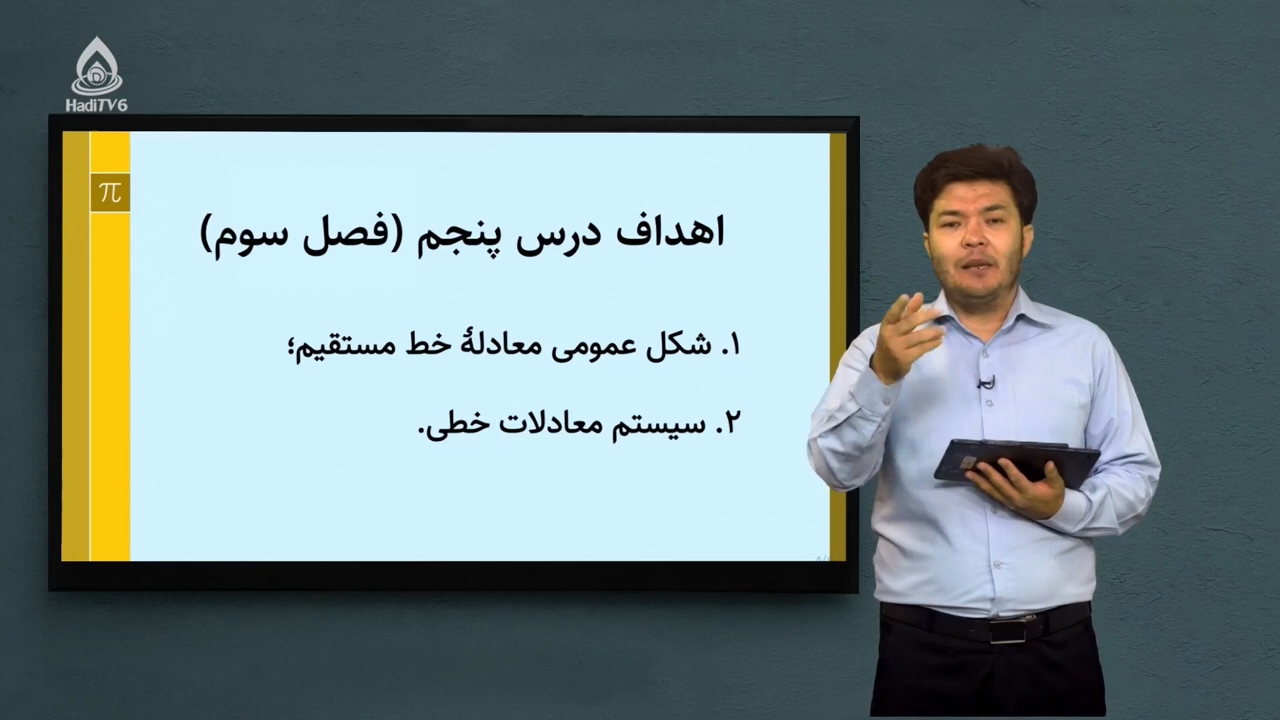 HadiTV6
π
اهداف درس پنجم (فصل سوم)
۱. شکل عمومی معادلهٔ خط مستقیم؛
۲. سیستم معادلات خطی.